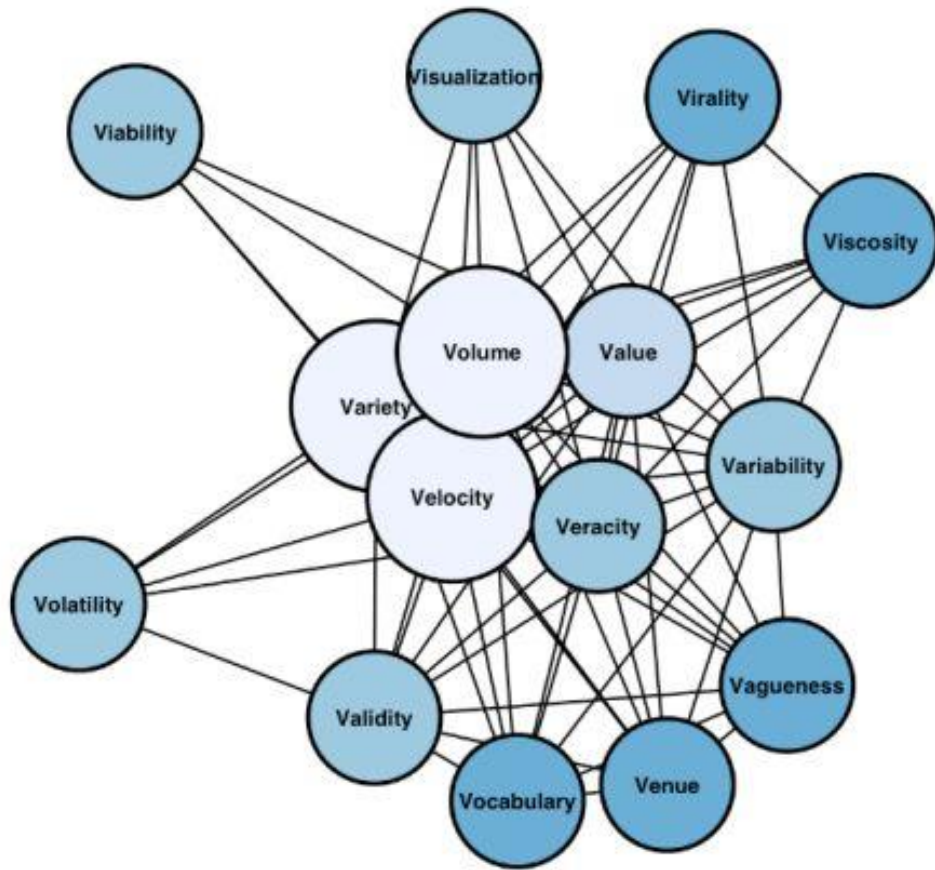 Visualization
Virality
Viability
Viscosity
Volume
Value
Variety
Variability
Velocity
Veracity
Volatility
Vagueness
Validity
Venue
Vocabulary